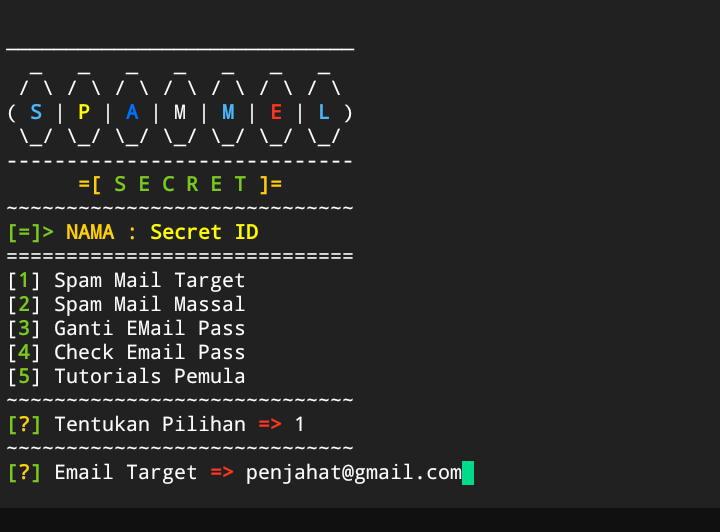 ( S | P | A | M | M | E | L )
=[ S E C R E T ]=
[=]> NAMA : Secret ID
[1] Spam Mail Target
[2] Spam Mail Massal
[3] Ganti EMail Pass
[4] Check Email Pass
[5] Tutorials Pemula
[?] Tentukan Pilihan => 1
[?] Email Target => penjahat@gmail.com